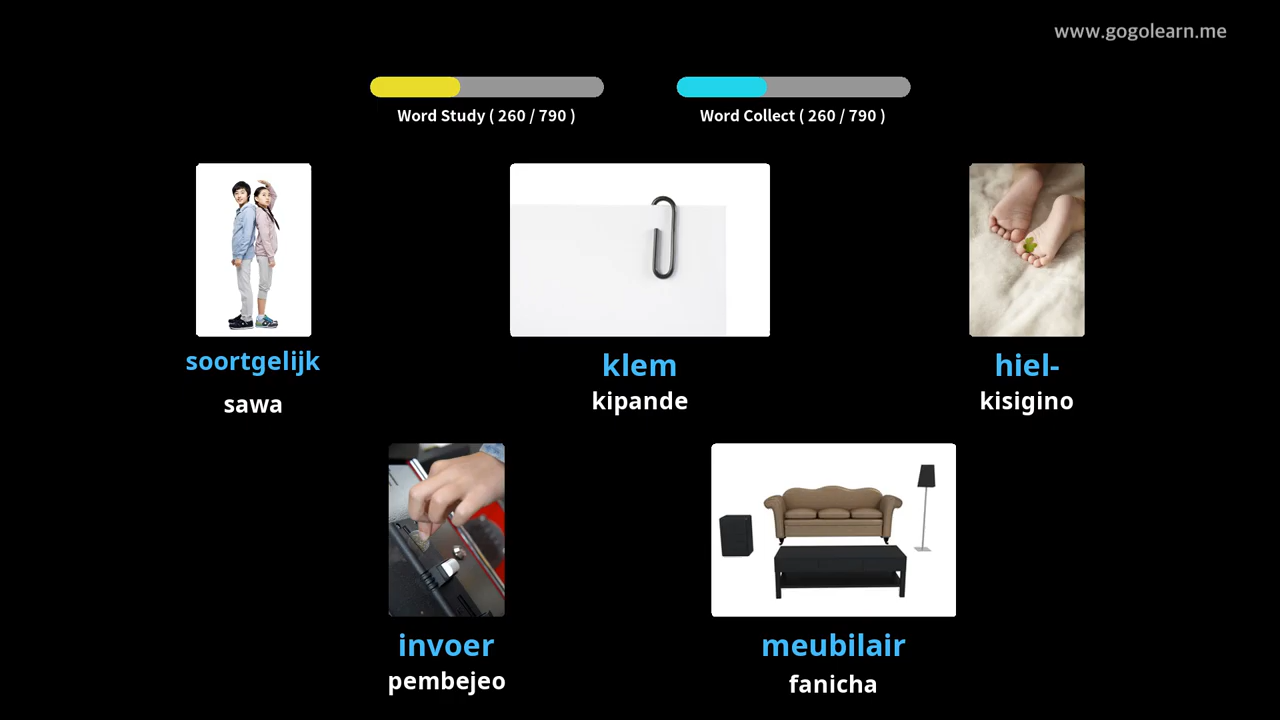 www.gogolearn.me
Word Study ( 260 / 790 )
Word Collect ( 260 / 790 )
soortgelijk
sawa
klem
kipande
hiel-
kisigino
invoer
pembejeo
meubilair
fanicha